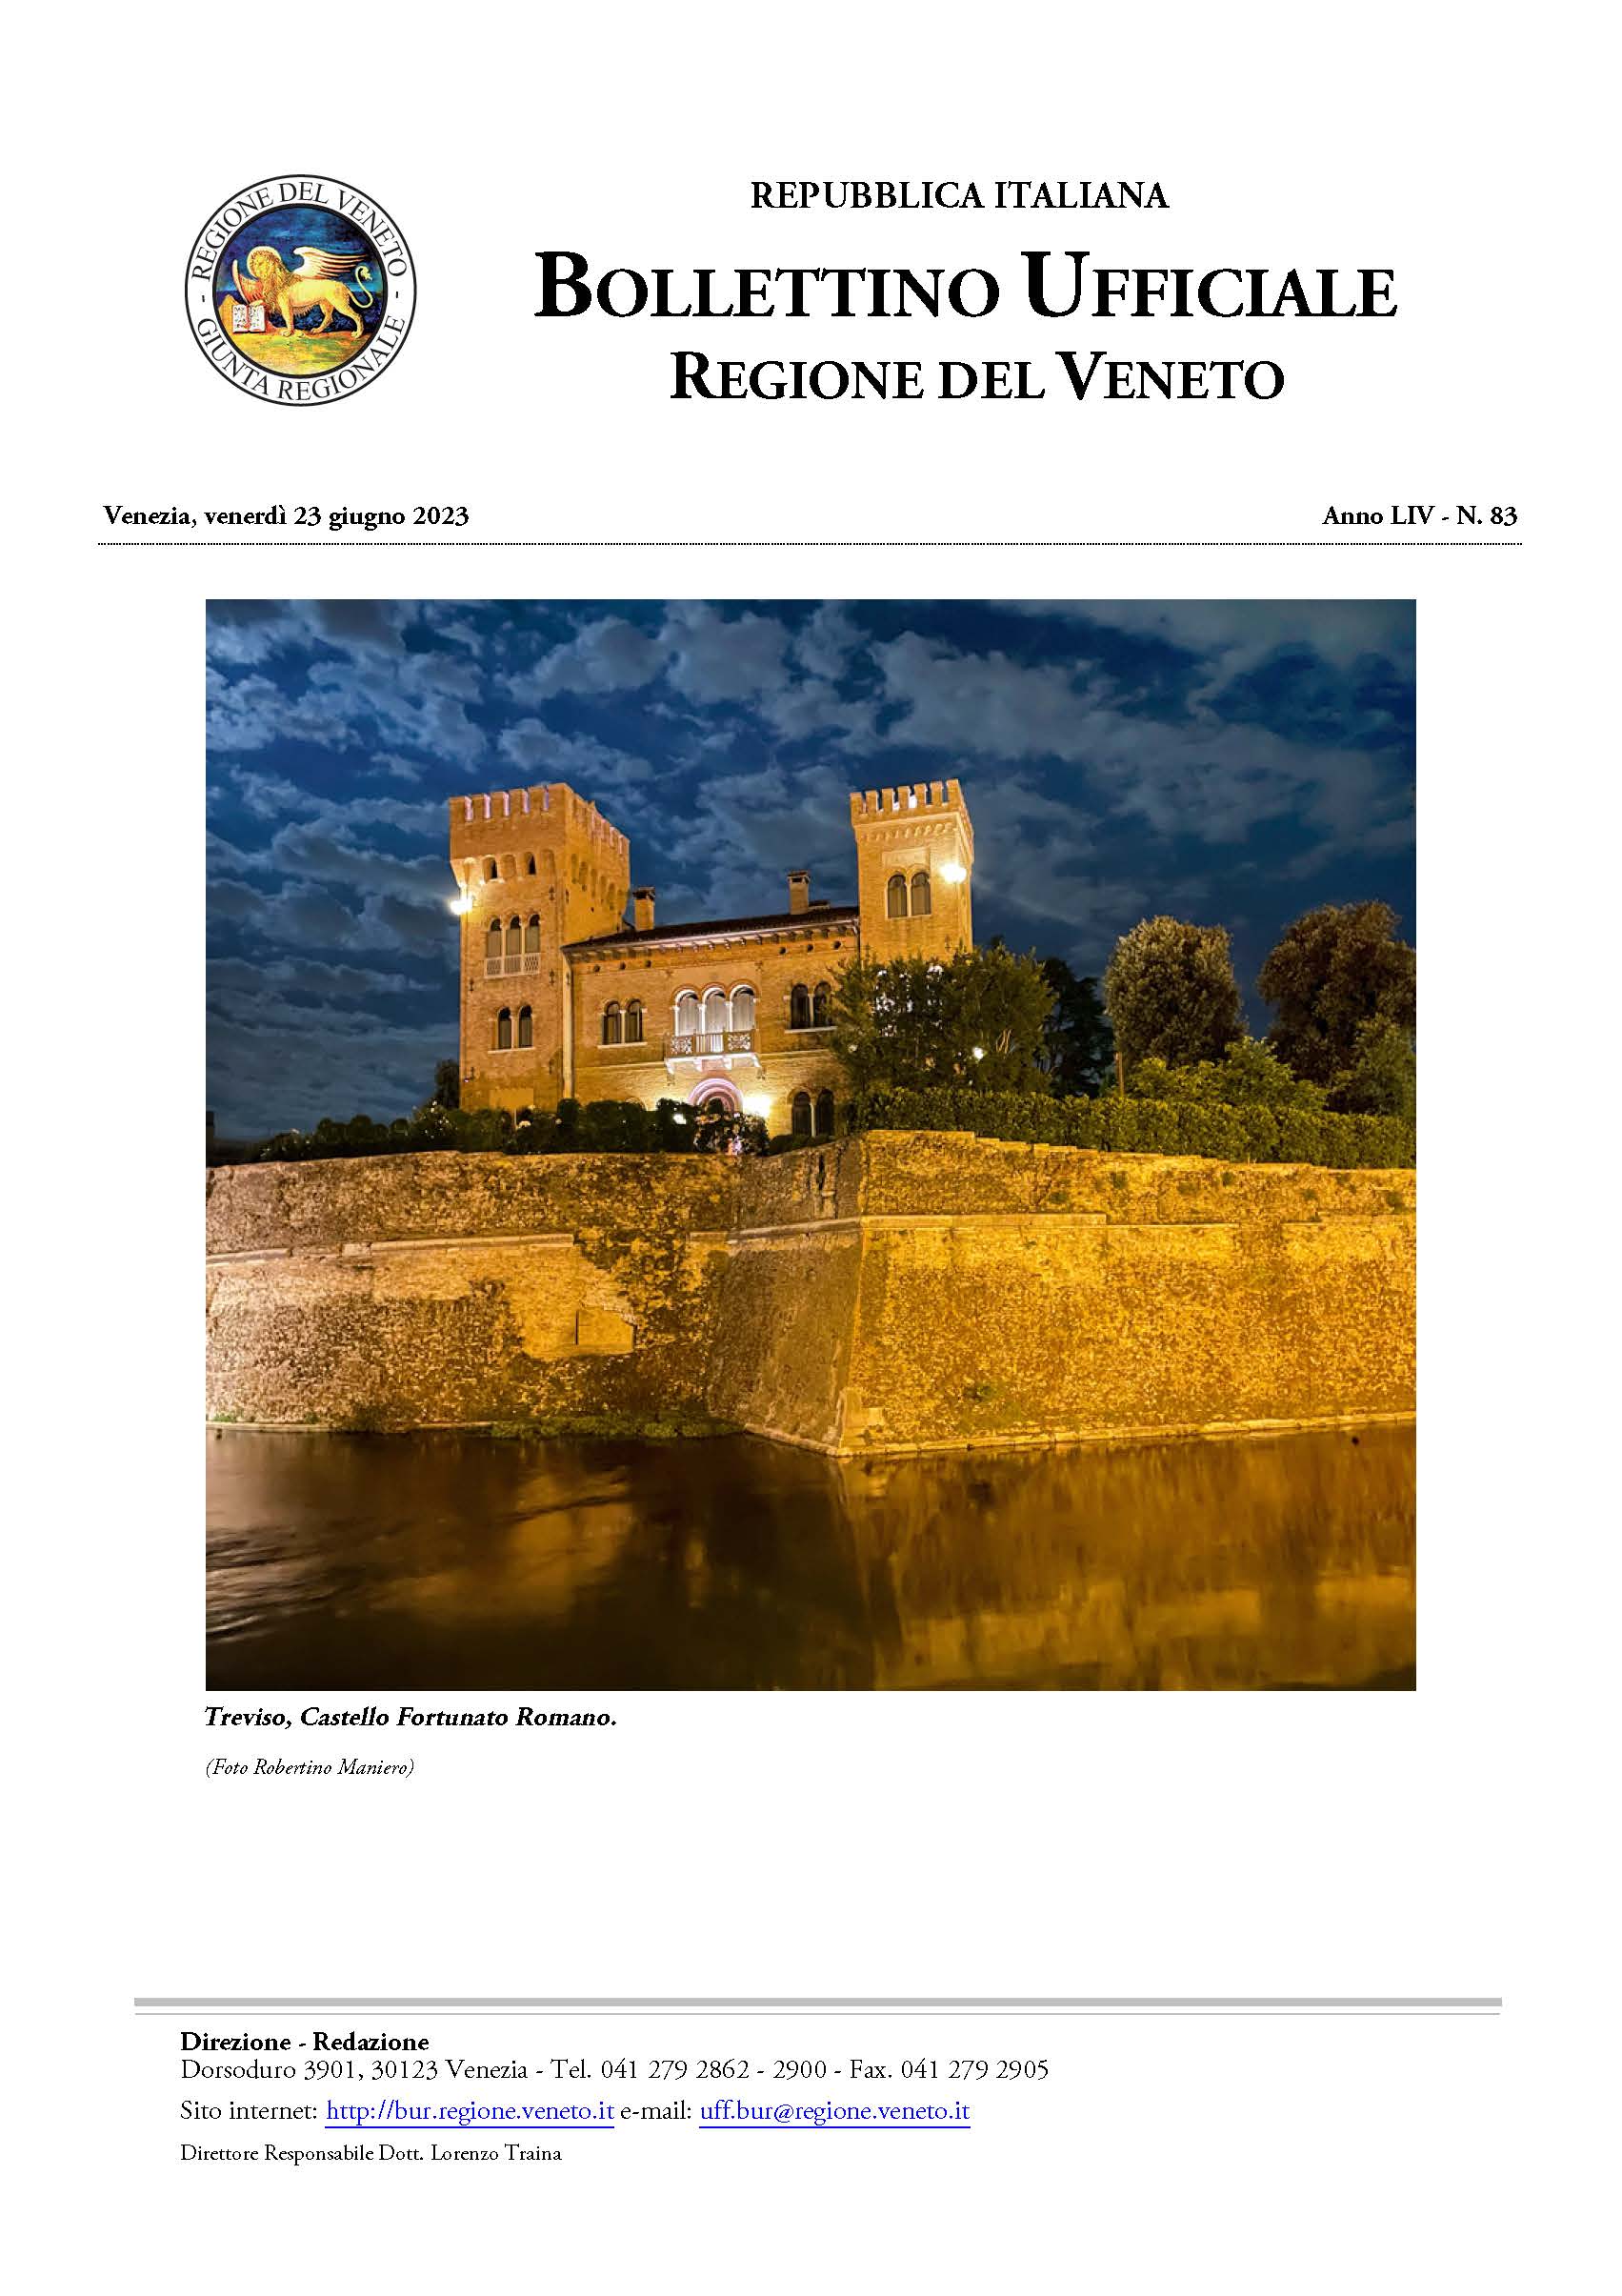 REGIONE DEL VENETO
GIUNTA REGIONALE
REPUBBLICA ITALIANA
BOLLETTINO UFFICIALE
REGIONE DEL VENETO
Venezia, venerdì 23 giugno 2023
Anno LIV - N. 83
Treviso, Castello Fortunato Romano.
(Foto Robertino Maniero)
Direzione - Redazione
Dorsoduro 3901, 30123 Venezia - Tel. 041 279 2862 - 2900 - Fax. 041 279 2905
Sito internet: http://bur.regione.veneto.it e-mail: uff.bur@regione.veneto.it
Direttore Responsabile Dott. Lorenzo Traina